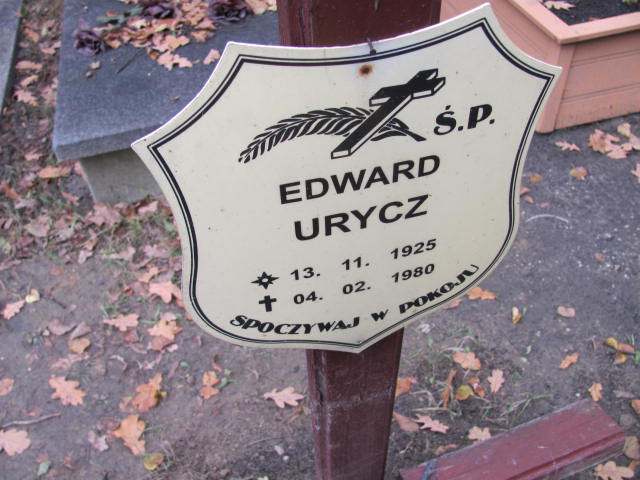 Ś.P.
EDWARD
URYCZ
13. 11. 1925
04. 02. 1980
SPOCZYWAJ W POKOJU